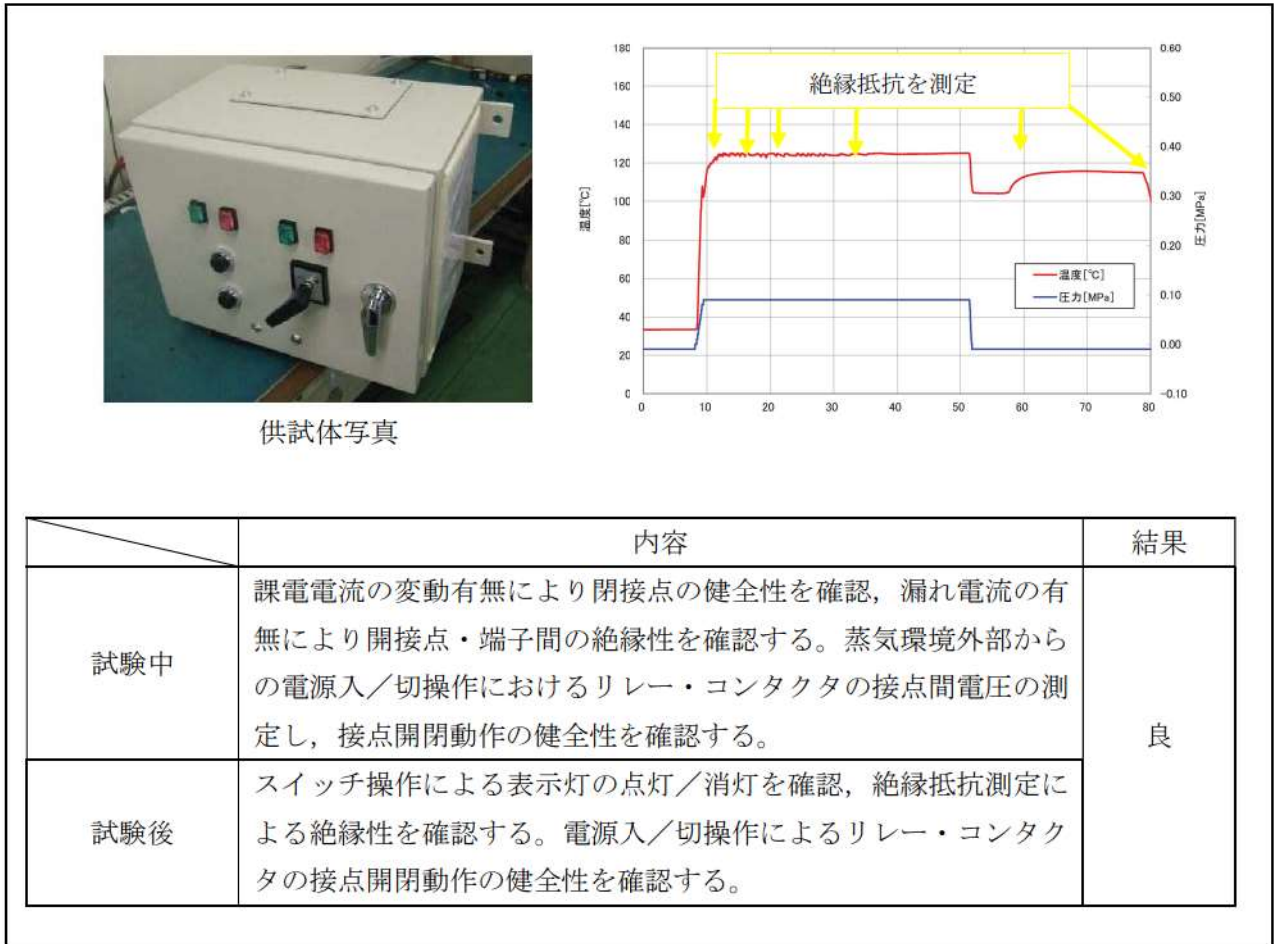 180
160
140
120
100
80
60
40
20
0
温度[℃]
絶縁抵抗を測定
0.60
0.50
0.40
0.30
0.20
0.10
0.00
-0.10
圧力[MPa]
温度[℃]
圧力[MPa]
0 10 20 30 40 50 60 70 80
供試体写真
内容 結果
試験中
課電電流の変動有無により閉接点の健全性を確認，漏れ電流の有
無により開接点・端子間の絶縁性を確認する。蒸気環境外部から
の電源入／切操作におけるリレー・コンタクタの接点間電圧の測
定し，接点開閉動作の健全性を確認する。
良
試験後
スイッチ操作による表示灯の点灯／消灯を確認，絶縁抵抗測定に
よる絶縁性を確認する。電源入／切操作によるリレー・コンタク
タの接点開閉動作の健全性を確認する。